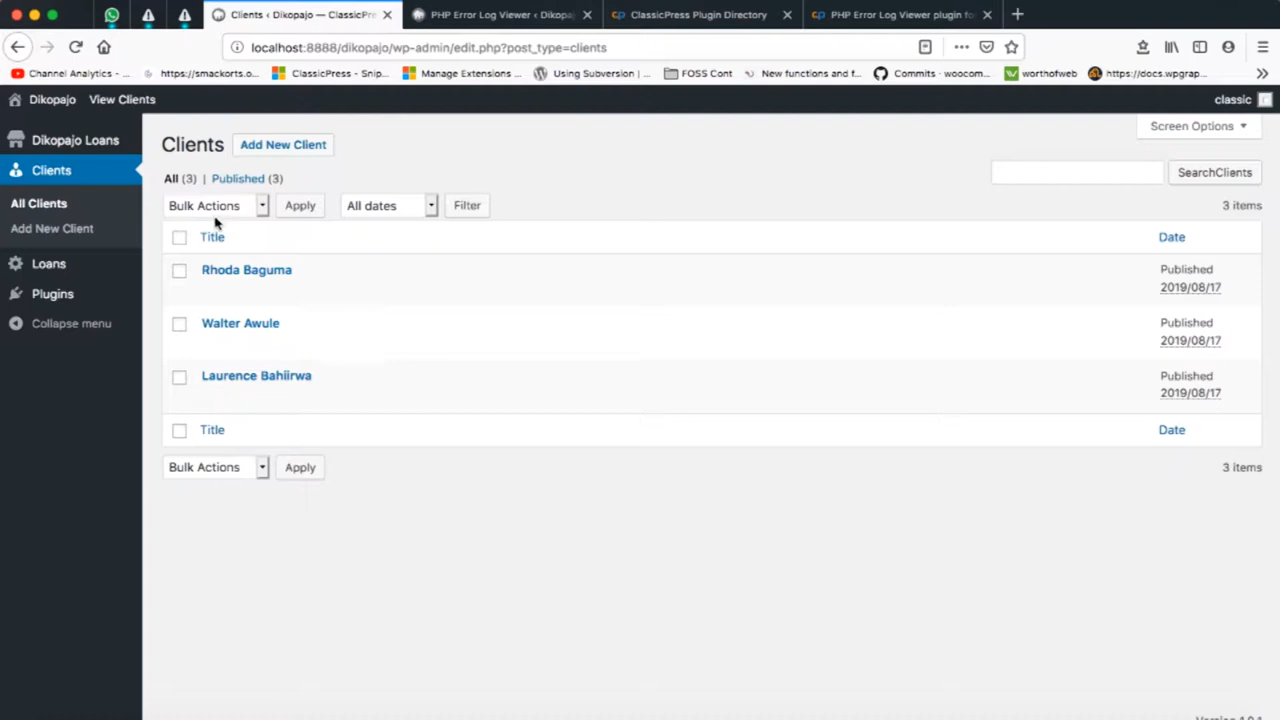 Clients ‹ Dikopajo — ClassicPre
PHP Error Log Viewer ‹ Dikopaj
ClassicPress Plugin Directory
PHP Error Log Viewer plugin fo
localhost:8888/dikopajo/wp-admin/edit.php?post_type=clients
Channel Analytics - ...
https://smackorts.o...
ClassicPress - Snip...
Manage Extensions ...
Using Subversion | ...
FOSS Cont
New functions and f...
Commits · woocom...
worthofweb
https://docs.wpgrap...
Dikopajo
View Clients
classic
Dikopajo Loans
Clients
All Clients
Add New Client
Loans
Plugins
Collapse menu
Clients
Add New Client
Screen Options
All (3) | Published (3)
SearchClients
Bulk Actions
Apply
All dates
Filter
3 items
Title
Date
Rhoda Baguma
Published
2019/08/17
Walter Awule
Published
2019/08/17
Laurence Bahiirwa
Published
2019/08/17
Title
Date
Bulk Actions
Apply
3 items